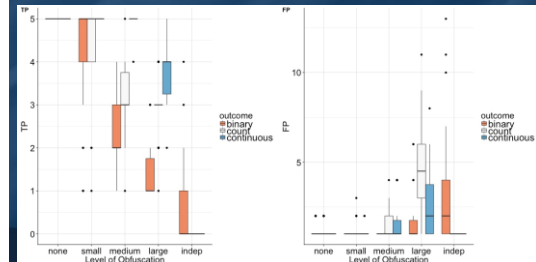 TP
5
4
3
2
1
0
TP
none small medium large indep
Level of Obfuscation
outcome
binary
count
continuous
FP
10
5
FP
none small medium large indep
Level of Obfuscation
outcome
binary
count
continuous